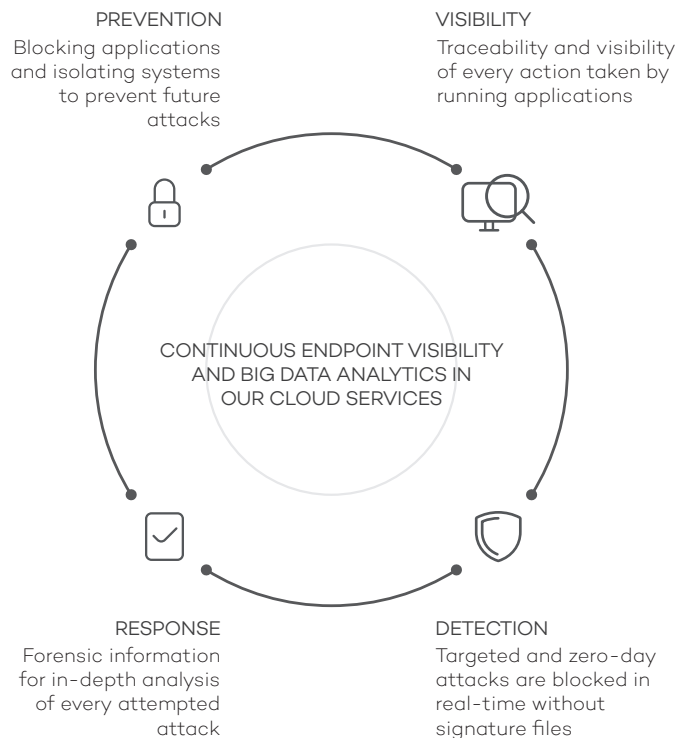 PREVENTION
Blocking applications
and isolating systems
to prevent future
attacks
VISIBILITY
Traceability and visibility
of every action taken by
running applications
CONTINUOUS ENDPOINT VISIBILITY
AND BIG DATA ANALYTICS IN
OUR CLOUD SERVICES
RESPONSE
Forensic information
for in-depth analysis
of every attempted
attack
DETECTION
Targeted and zero-day
attacks are blocked in
real-time without
signature files